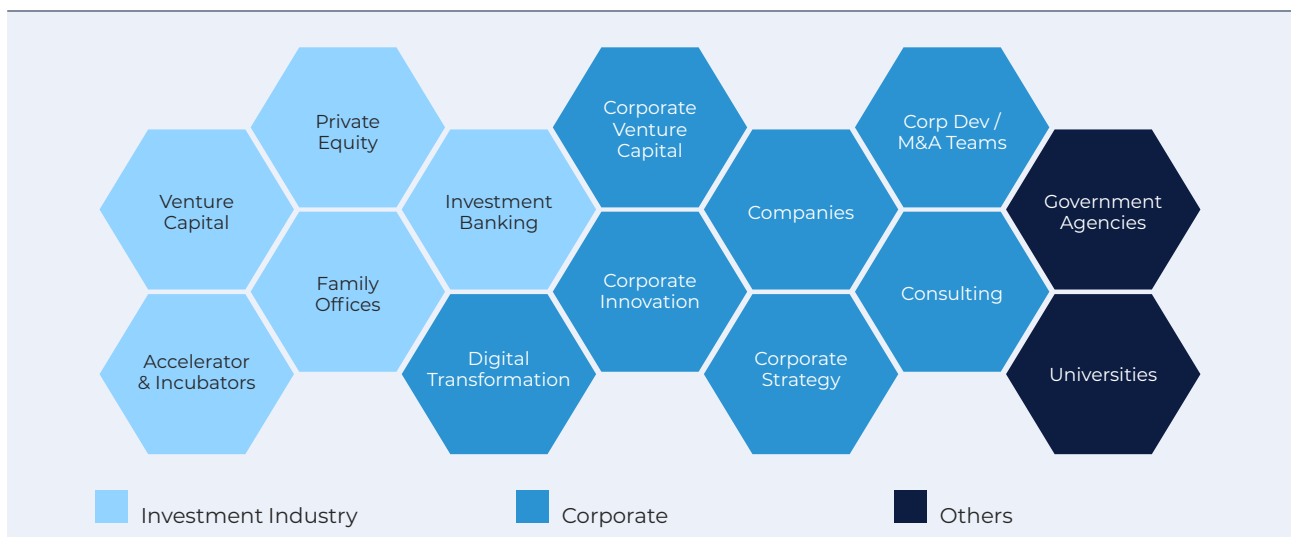 Private
Equity
Corporate
Venture
Capital
Corp Dev /
M&A Teams
Venture
Capital
Investment
Banking
Companies
Government
Agencies
Family
Offices
Corporate
Innovation
Consulting
Accelerator
& Incubators
Digital
Transformation
Corporate
Strategy
Universities
Investment Industry
Corporate
Others